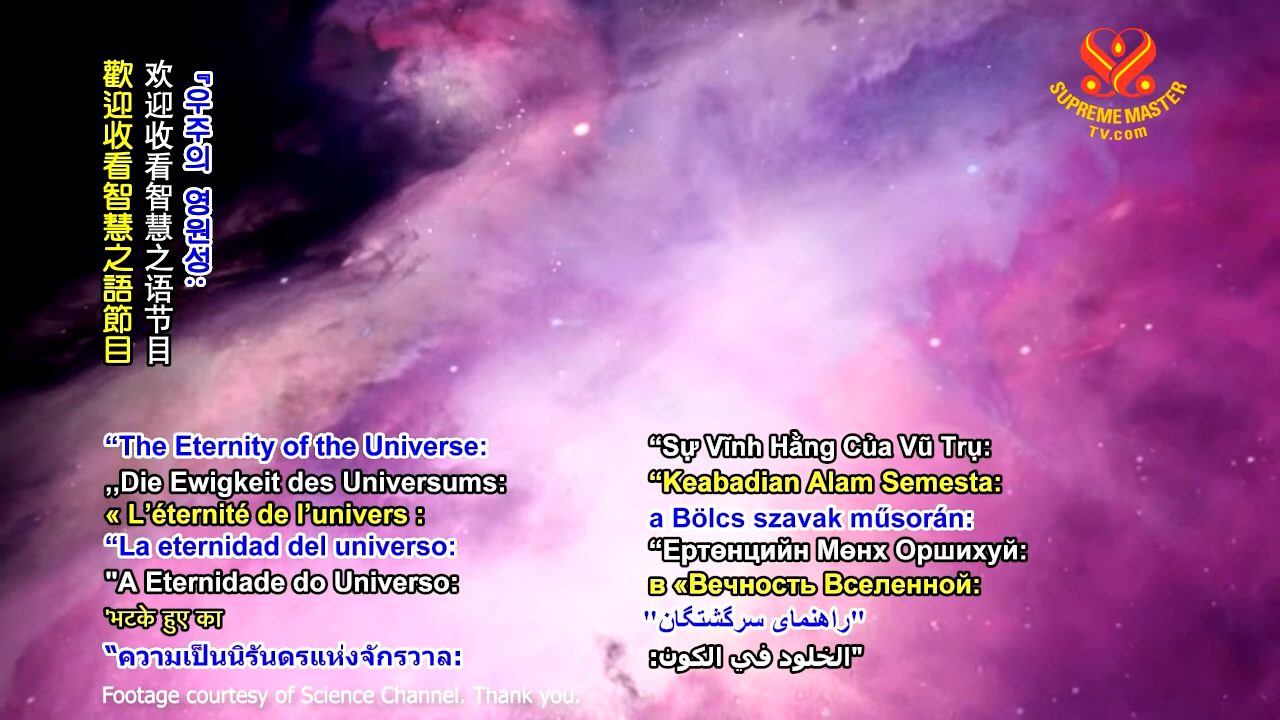 『우주의 영원성:
欢迎收看智慧之语节目
歡迎收看智慧之語節目
SUPREME MASTER
TV.com
“The Eternity of the Universe:
,,Die Ewigkeit des Universums:
« L’éternité de l’univers :
“La eternidad del universo:
"A Eternidade do Universo:
'भटके हुए का
“ความเป็นนิรันดรแห่งจักรวาล:
“Sự Vĩnh Hằng Của Vũ Trụ:
“Keabadian Alam Semesta:
a Bölcs szavak műsorán:
“Ертөнцийн Мөнх Оршихуй:
в «Вечность Вселенной:
"راهنمای سرگشتگان"
"الخلود في الكون:
Footage courtesy of Science Channel. Thank you.